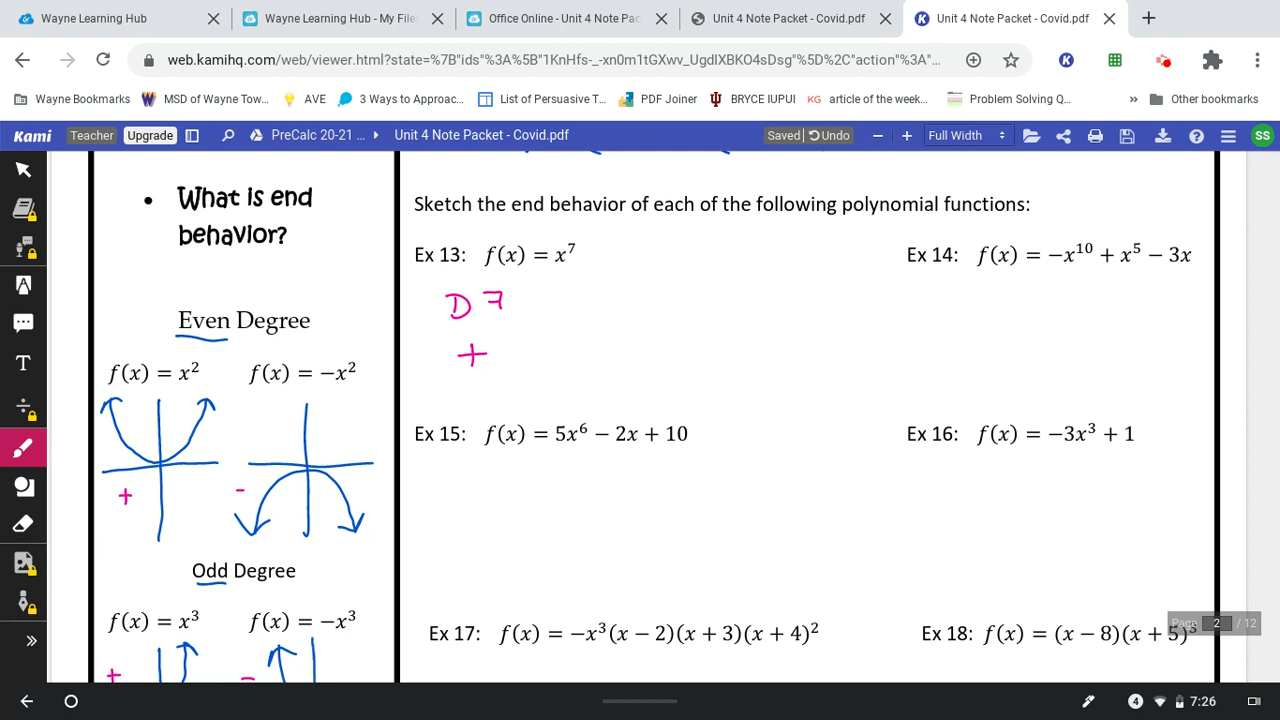 Wayne Learning Hub
Wayne Learning Hub - My File
Office Online - Unit 4 Note Pac
Unit 4 Note Packet - Covid.pdf
Unit 4 Note Packet - Covid.pdf
web.kamihq.com/web/viewer.html?state=%7B"ids"%3A%5B"1KnHfs-_-xn0m1tGXwv_UgdIXBKO4sDsg"%5D%2C"action"%3A"...
Wayne Bookmarks
MSD of Wayne Tow...
AVE
3 Ways to Approac...
List of Persuasive T...
PDF Joiner
BRYCE IUPUI
KG article of the week...
Problem Solving Q...
» Other bookmarks
Kami Teacher Upgrade PreCalc 20-21 ... Unit 4 Note Packet - Covid.pdf Saved Undo − + Full Width SS
• What is end
behavior?
Even Degree
f(x) = x² f(x) = −x²
+ -
Odd Degree
f(x) = x³ f(x) = −x³
+ -
Sketch the end behavior of each of the following polynomial functions:
Ex 13: f(x) = x⁷
D 7
+
Ex 14: f(x) = −x¹⁰ + x⁵ − 3x
Ex 15: f(x) = 5x⁶ − 2x + 10
Ex 16: f(x) = −3x³ + 1
Ex 17: f(x) = −x³(x − 2)(x + 3)(x + 4)²
Ex 18: f(x) = (x − 8)(x + 5)
Page 2 / 12
4 7:26